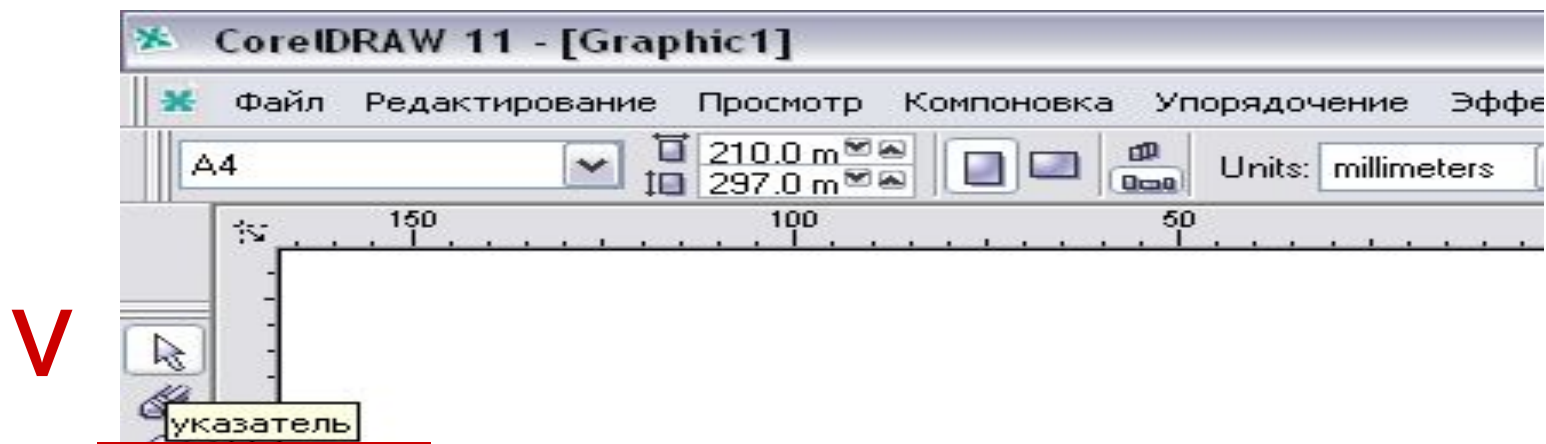 CorelDRAW 11 - [Graphic1]
Файл Редактирование Просмотр Компоновка Упорядочение Эффе
A4 210.0 m Units: millimeters
297.0 m
150 100 50
V
указатель